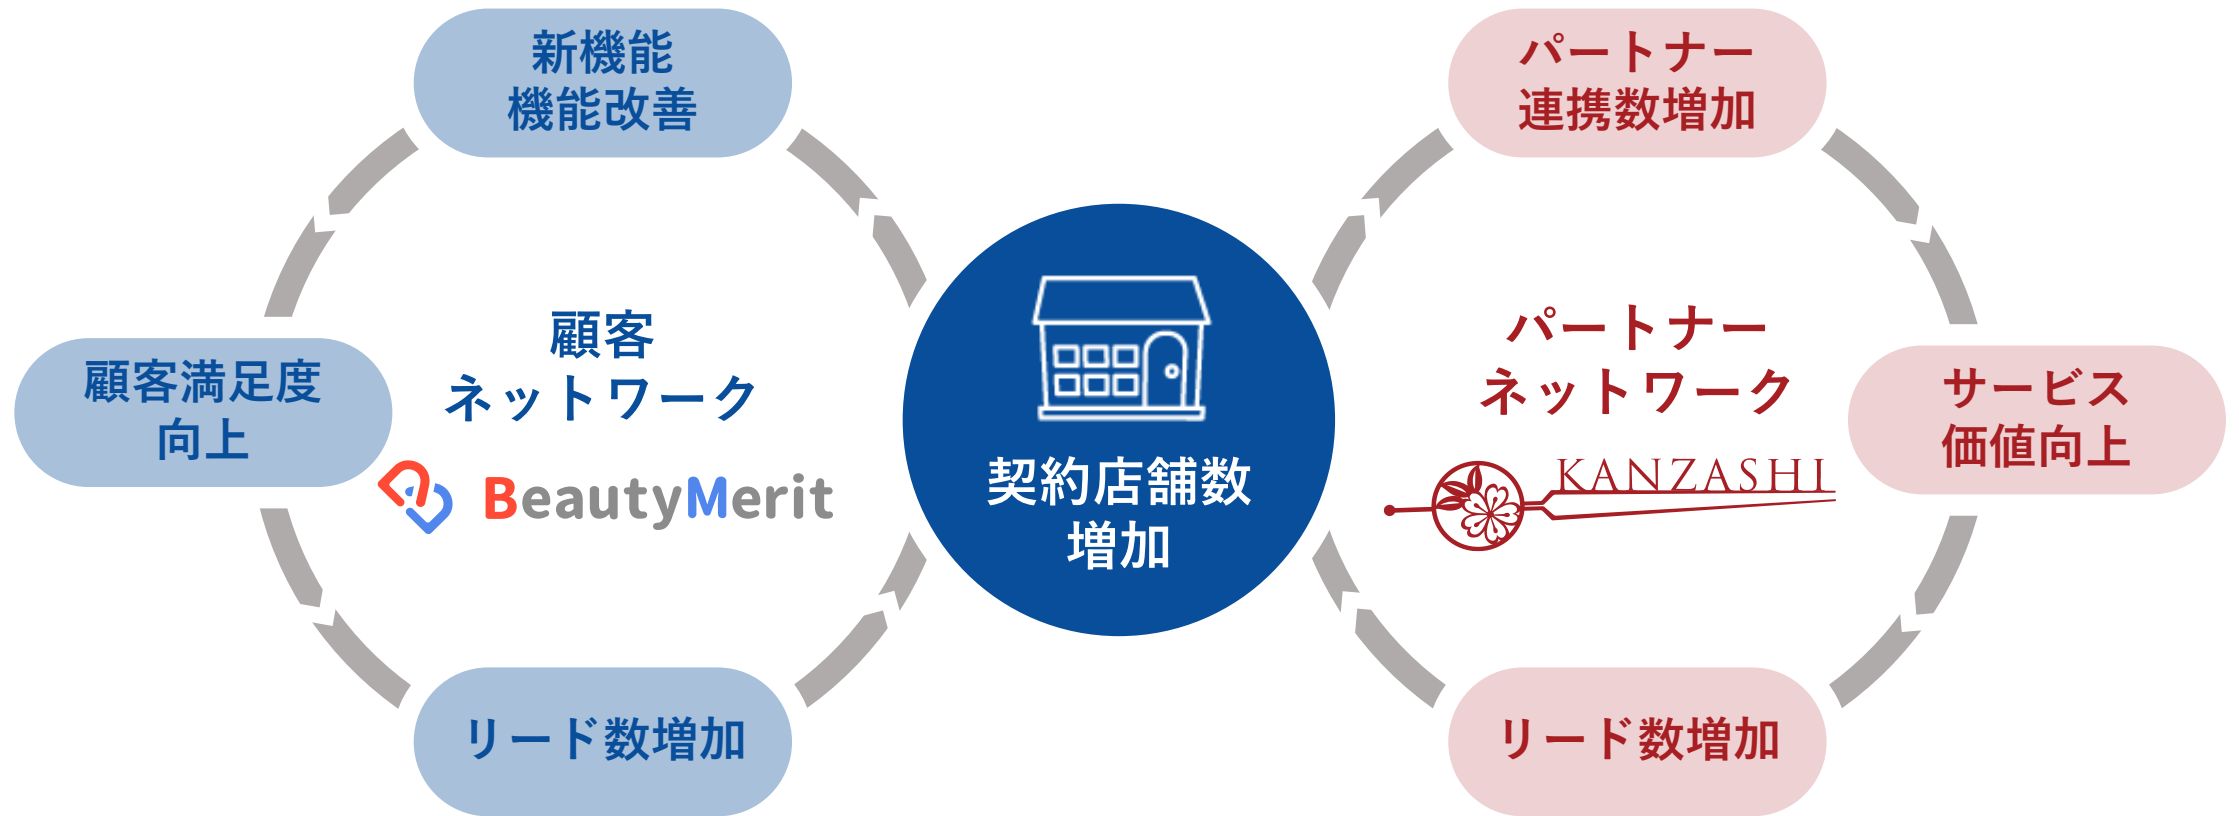 新機能
機能改善
顧客満足度
向上
顧客
ネットワーク
BeautyMerit
リード数増加
契約店舗数
増加
パートナー
連携数増加
パートナー
ネットワーク
KANZASHI
サービス
価値向上
リード数増加